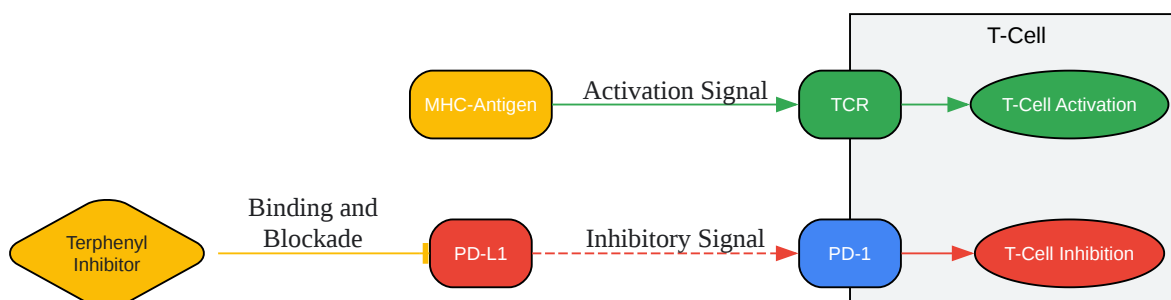 T-Cell
MHC-Antigen
Activation Signal
TCR
T-Cell Activation
Terphenyl
Inhibitor
Binding and
Blockade
PD-L1
Inhibitory Signal
PD-1
T-Cell Inhibition